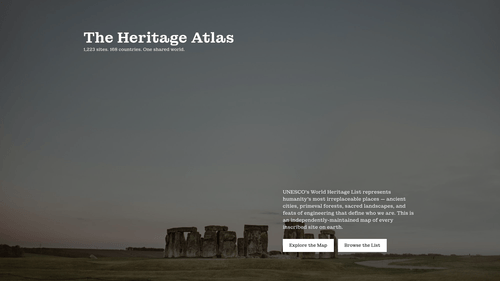 The Heritage Atlas
1,223 sites. 168 countries. One shared world.
UNESCO's World Heritage List represents
humanity's most irreplaceable places — ancient
cities, primeval forests, sacred landscapes, and
feats of engineering that define who we are. This is
an independently-maintained map of every
inscribed site on earth.
Explore the Map
Browse the List